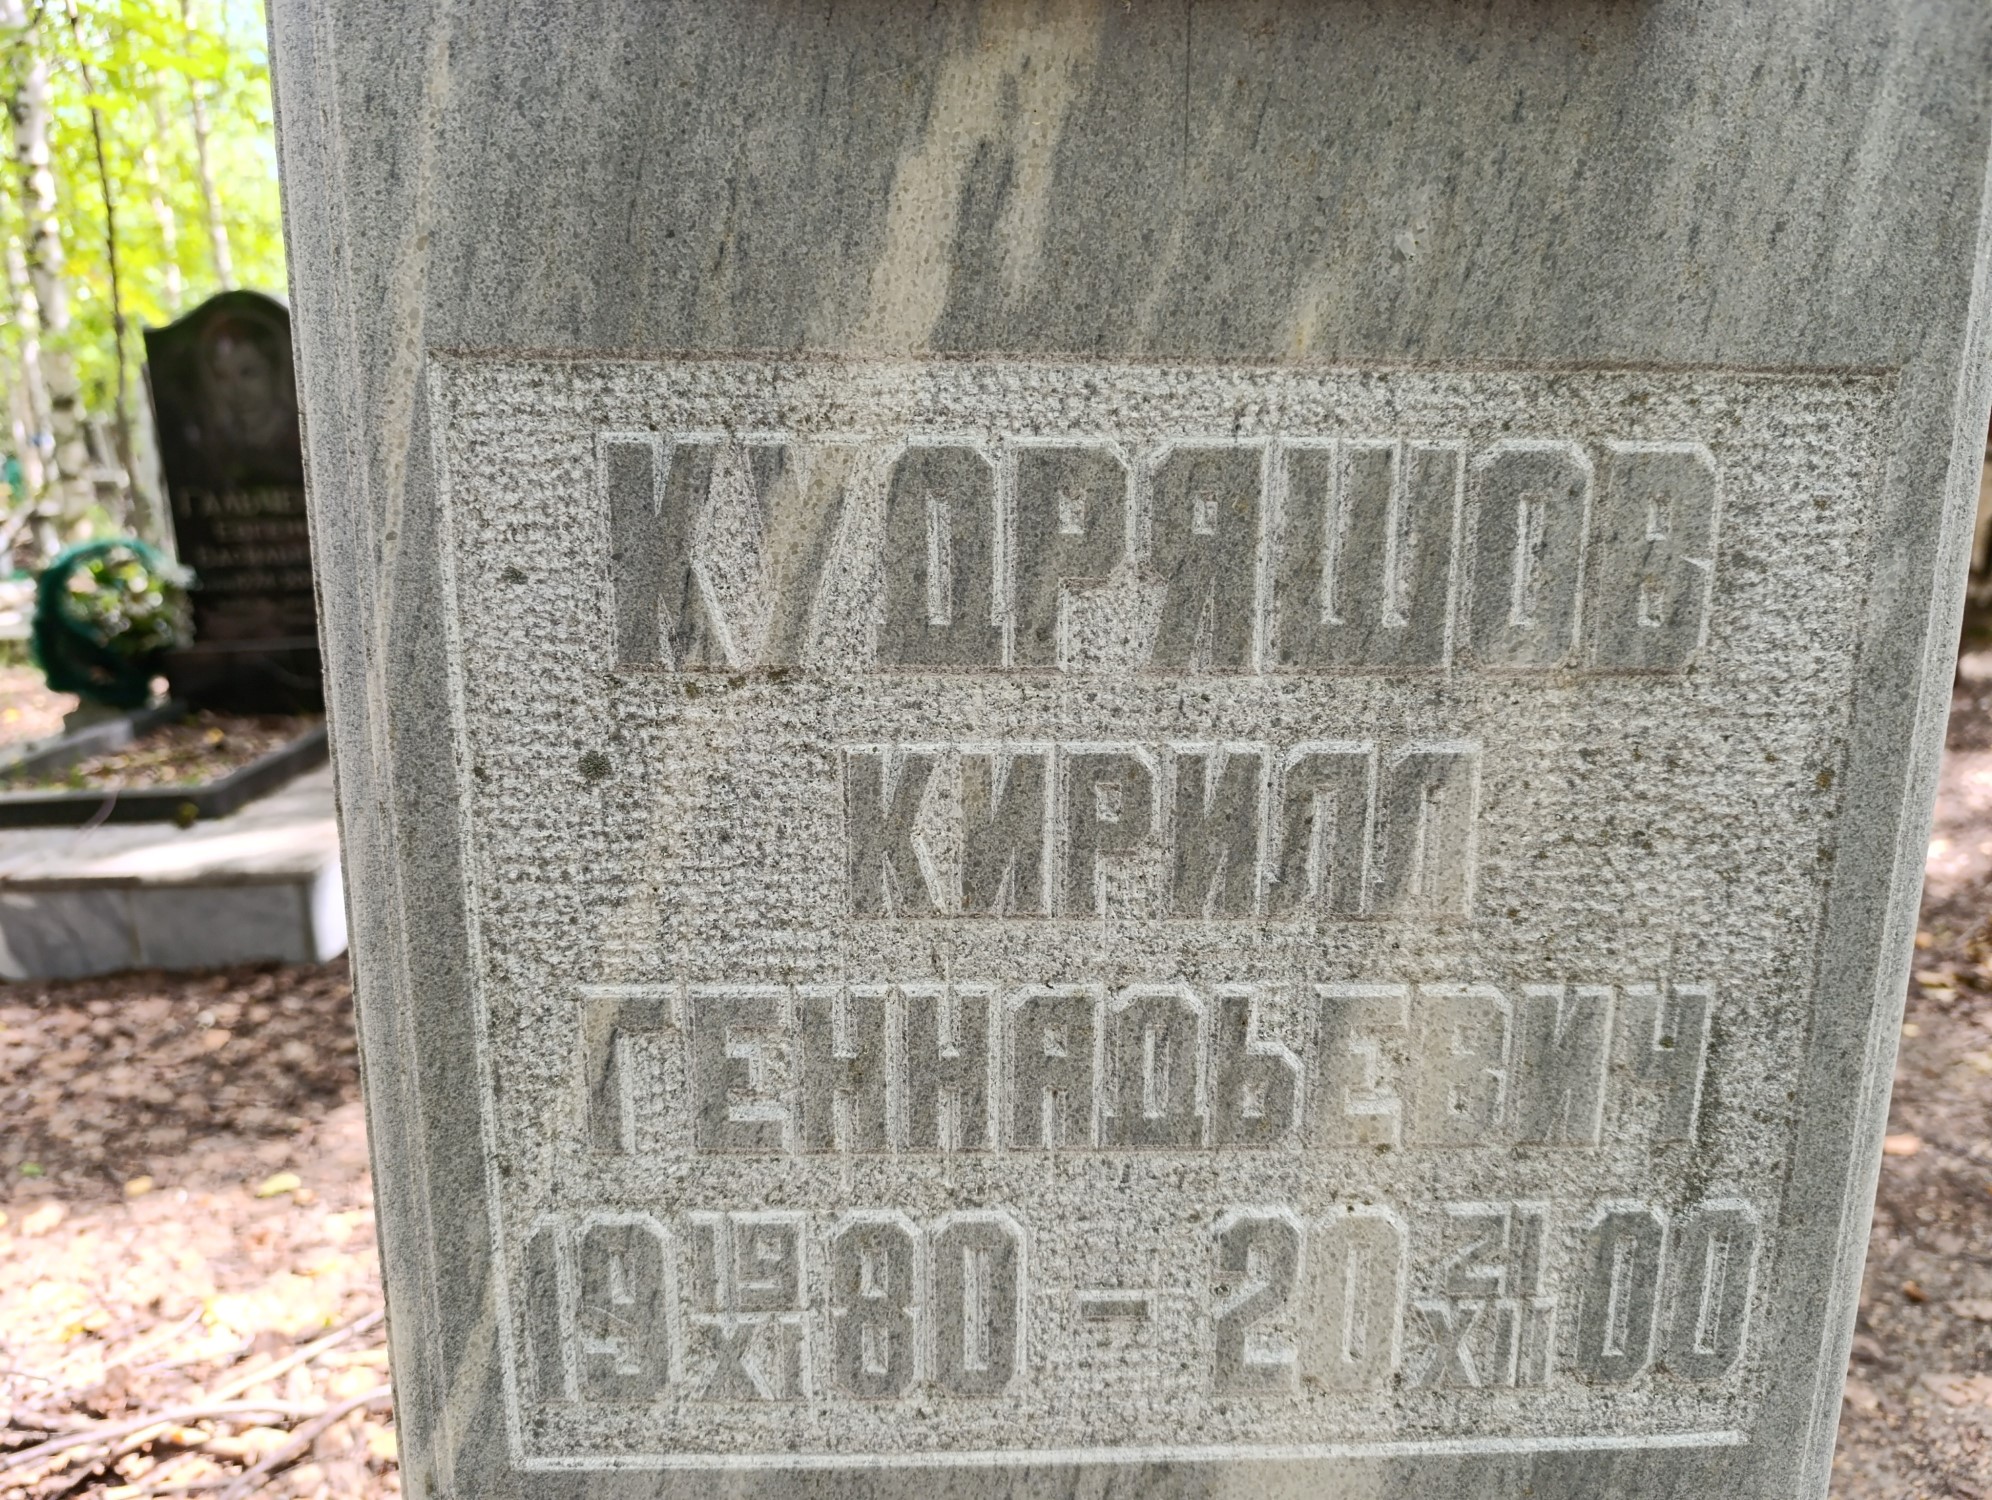 КУДРЯШОВ
КИРИЛЛ
ГЕННАДЬЕВИЧ
19 19/XI 80 – 20 21/XII 00